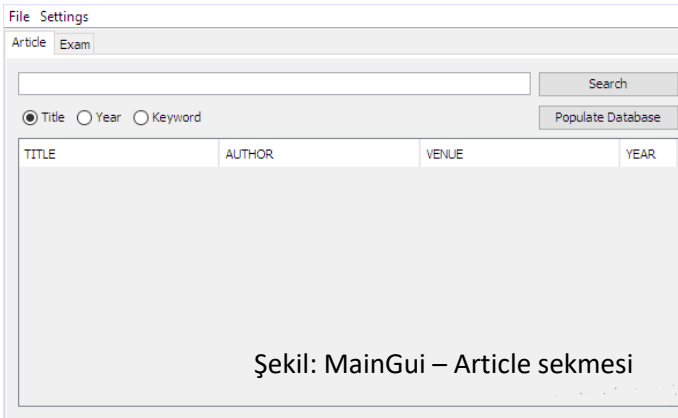 File Settings
Article Exam
Search
Title Year Keyword Populate Database
TITLE AUTHOR VENUE YEAR
Şekil: MainGui – Article sekmesi